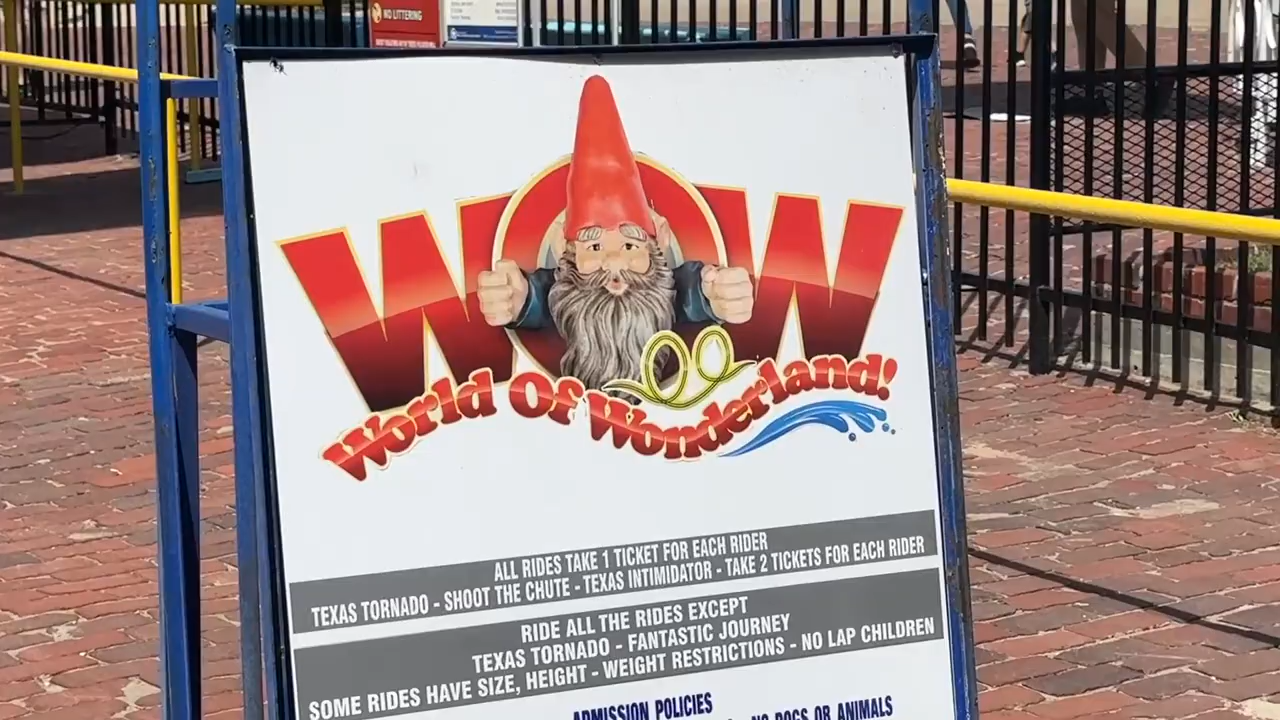 NO LITTERING
WOW
World Of Wonderland!
ALL RIDES TAKE 1 TICKET FOR EACH RIDER
TEXAS TORNADO - SHOOT THE CHUTE - TEXAS INTIMIDATOR - TAKE 2 TICKETS FOR EACH RIDER
RIDE ALL THE RIDES EXCEPT
TEXAS TORNADO - FANTASTIC JOURNEY
SOME RIDES HAVE SIZE, HEIGHT - WEIGHT RESTRICTIONS - NO LAP CHILDREN
ADMISSION POLICIES
NO DOGS OR ANIMALS